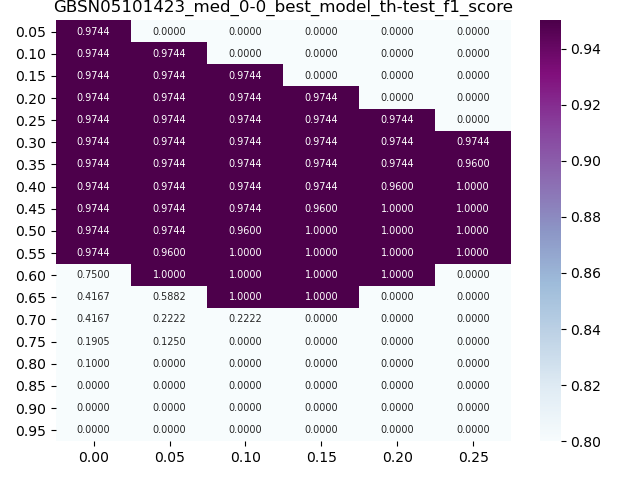 GBSN05101423_med_0-0_best_model_th-test_f1_score
0.05 0.9744 0.0000 0.0000 0.0000 0.0000 0.0000
0.10 0.9744 0.9744 0.0000 0.0000 0.0000 0.0000
0.15 0.9744 0.9744 0.9744 0.0000 0.0000 0.0000
0.20 0.9744 0.9744 0.9744 0.9744 0.0000 0.0000
0.25 0.9744 0.9744 0.9744 0.9744 0.9744 0.0000
0.30 0.9744 0.9744 0.9744 0.9744 0.9744 0.9744
0.35 0.9744 0.9744 0.9744 0.9744 0.9744 0.9600
0.40 0.9744 0.9744 0.9744 0.9744 0.9600 1.0000
0.45 0.9744 0.9744 0.9744 0.9600 1.0000 1.0000
0.50 0.9744 0.9744 0.9600 1.0000 1.0000 1.0000
0.55 0.9744 0.9600 1.0000 1.0000 1.0000 1.0000
0.60 0.7500 1.0000 1.0000 1.0000 1.0000 0.0000
0.65 0.4167 0.5882 1.0000 1.0000 0.0000 0.0000
0.70 0.4167 0.2222 0.2222 0.0000 0.0000 0.0000
0.75 0.1905 0.1250 0.0000 0.0000 0.0000 0.0000
0.80 0.1000 0.0000 0.0000 0.0000 0.0000 0.0000
0.85 0.0000 0.0000 0.0000 0.0000 0.0000 0.0000
0.90 0.0000 0.0000 0.0000 0.0000 0.0000 0.0000
0.95 0.0000 0.0000 0.0000 0.0000 0.0000 0.0000
0.00 0.05 0.10 0.15 0.20 0.25
0.94
0.92
0.90
0.88
0.86
0.84
0.82
0.80